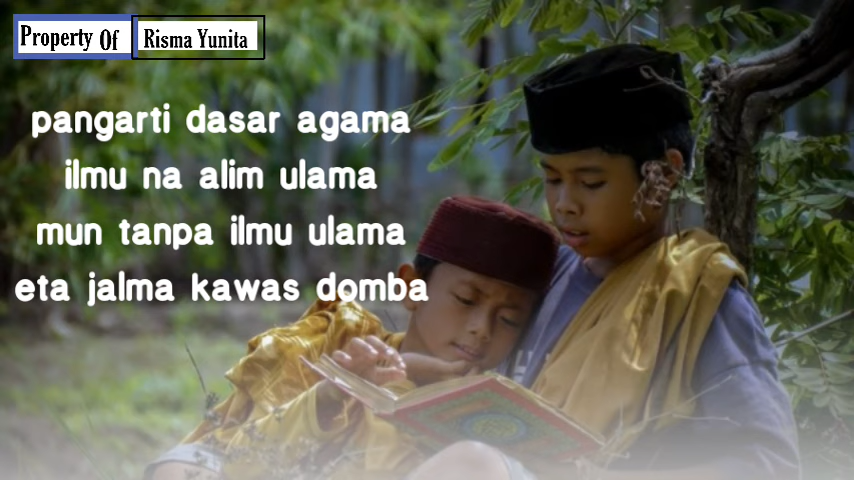 Property Of Risma Yunita
pangarti dasar agama
ilmu na alim ulama
mun tanpa ilmu ulama
eta jalma kawas domba